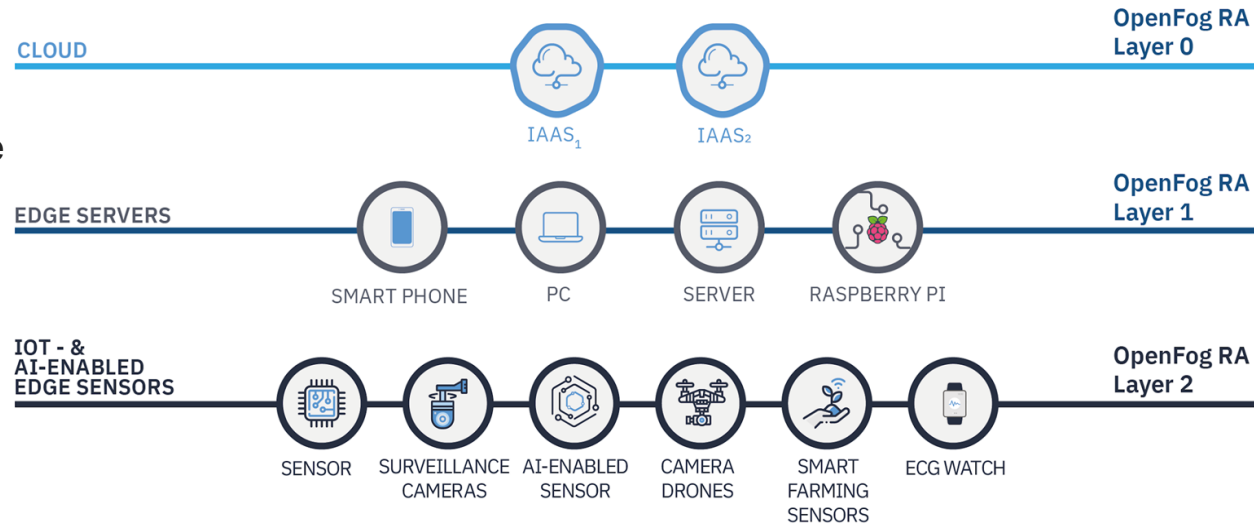 OpenFog RA
Layer 0
CLOUD
IAAS₁
IAAS₂
e
OpenFog RA
Layer 1
EDGE SERVERS
SMART PHONE
PC
SERVER
RASPBERRY PI
IOT - &
AI-ENABLED
EDGE SENSORS
OpenFog RA
Layer 2
SENSOR
SURVEILLANCE
CAMERAS
AI-ENABLED
SENSOR
CAMERA
DRONES
SMART
FARMING
SENSORS
ECG WATCH